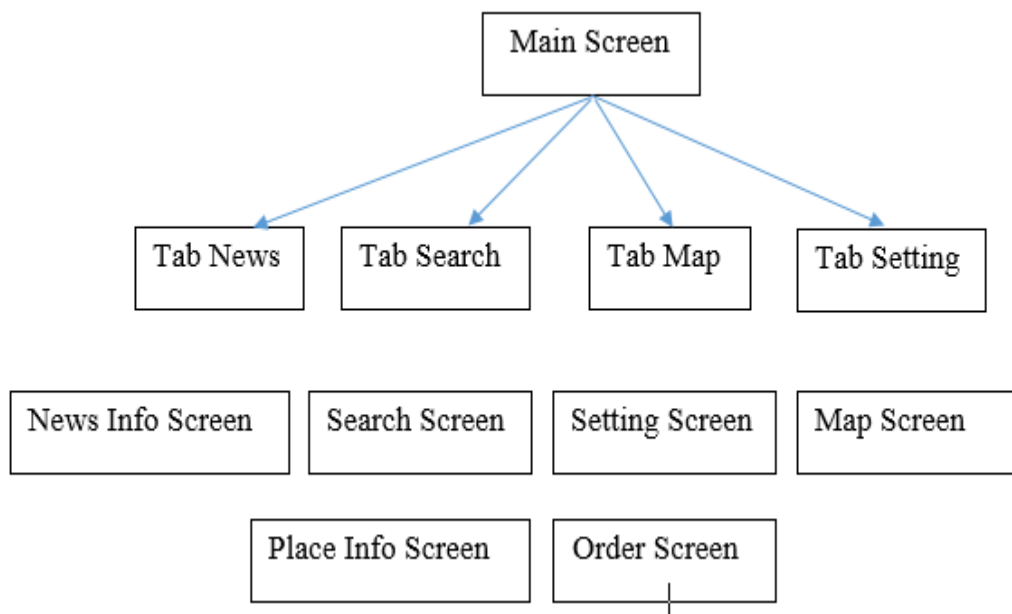 Main Screen
Tab News
Tab Search
Tab Map
Tab Setting
News Info Screen
Search Screen
Setting Screen
Map Screen
Place Info Screen
Order Screen